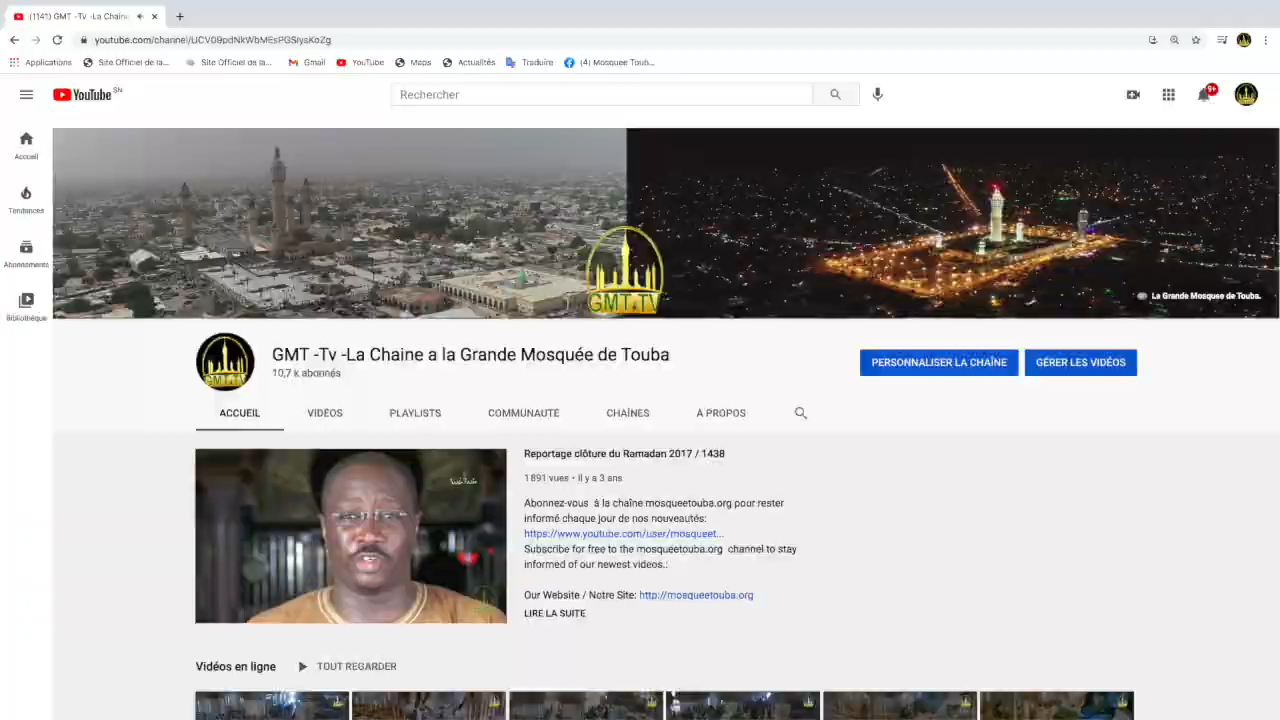 (1141) GMT -Tv -La Chaine
youtube.com/channel/UCV09pdNkWbMEsPGSiysKoZg
Applications
Site Officiel de la...
Site Officiel de la...
Gmail
YouTube
Maps
Actualités
Traduire
(4) Mosquee Toub...
YouTube SN
Rechercher
9+
Accueil
Tendances
Abonnements
Bibliothèque
GMT.TV
La Grande Mosquee de Touba.
GMT.TV
GMT -Tv -La Chaine a la Grande Mosquée de Touba
10,7 k abonnés
PERSONNALISER LA CHAÎNE
GÉRER LES VIDÉOS
ACCUEIL
VIDÉOS
PLAYLISTS
COMMUNAUTÉ
CHAÎNES
À PROPOS
Reportage clôture du Ramadan 2017 / 1438
1 891 vues • il y a 3 ans
Abonnez-vous à la chaîne mosqueetouba.org pour rester
informé chaque jour de nos nouveautés:
https://www.youtube.com/user/mosqueet...
Subscribe for free to the mosqueetouba.org channel to stay
informed of our newest videos.:
Our Website / Notre Site: http://mosqueetouba.org
LIRE LA SUITE
Vidéos en ligne
TOUT REGARDER